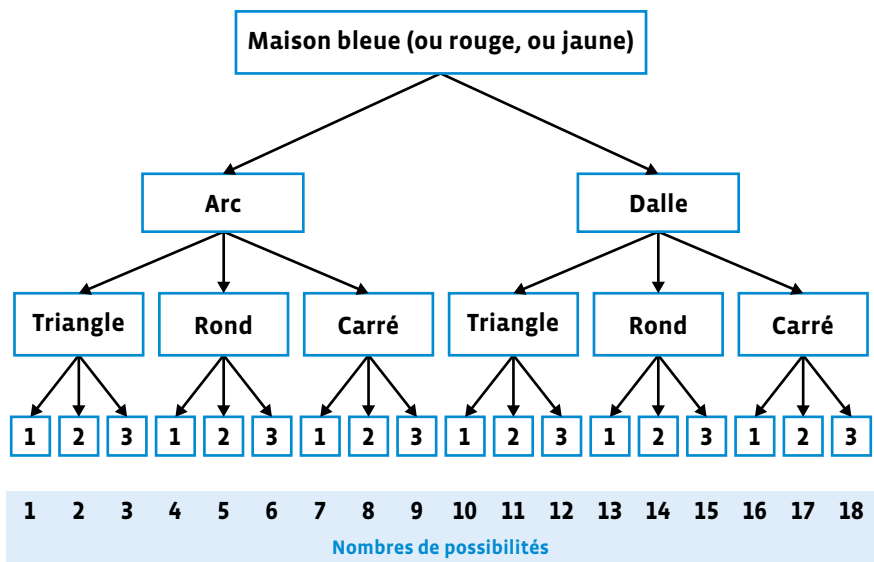 Maison bleue (ou rouge, ou jaune)
Arc Dalle
Triangle Rond Carré Triangle Rond Carré
1 2 3 1 2 3 1 2 3 1 2 3 1 2 3 1 2 3
1 2 3 4 5 6 7 8 9 10 11 12 13 14 15 16 17 18
Nombres de possibilités